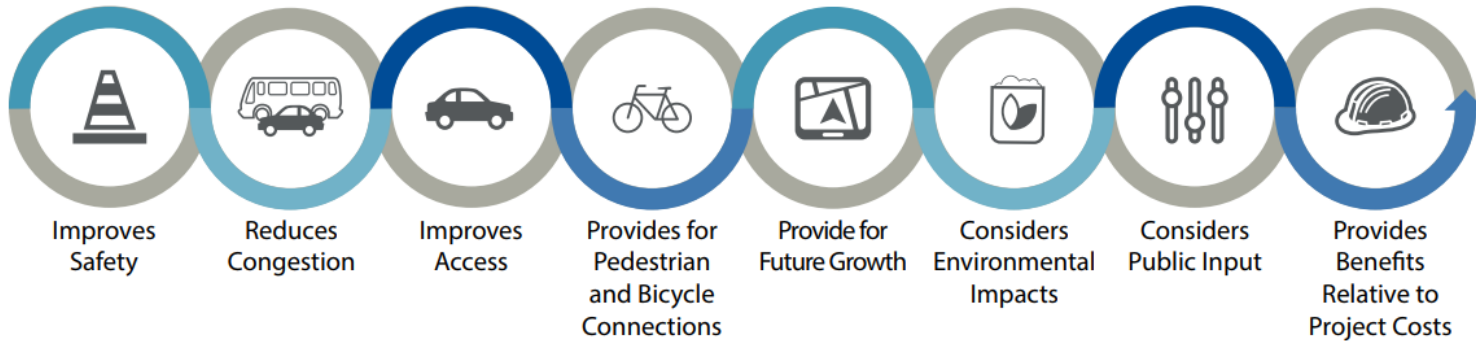 Improves
Safety
Reduces
Congestion
Improves
Access
Provides for
Pedestrian
and Bicycle
Connections
Provide for
Future Growth
Considers
Environmental
Impacts
Considers
Public Input
Provides
Benefits
Relative to
Project Costs